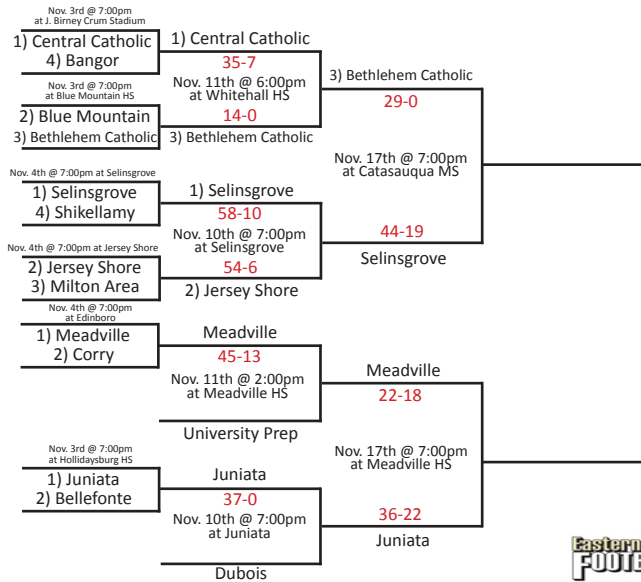 Nov. 3rd @ 7:00pm
at J. Birney Crum Stadium
1) Central Catholic
4) Bangor
Nov. 3rd @ 7:00pm
at Blue Mountain HS
2) Blue Mountain
3) Bethlehem Catholic
Nov. 4th @ 7:00pm at Selinsgrove
1) Selinsgrove
4) Shikellamy
Nov. 4th @ 7:00pm at Jersey Shore
2) Jersey Shore
3) Milton Area
Nov. 4th @ 7:00pm
at Edinboro
1) Meadville
2) Corry
Nov. 3rd @ 7:00pm
at Hollidaysburg HS
1) Juniata
2) Bellefonte
1) Central Catholic
35-7
Nov. 11th @ 6:00pm
at Whitehall HS
14-0
3) Bethlehem Catholic
1) Selinsgrove
58-10
Nov. 10th @ 7:00pm
at Selinsgrove
54-6
2) Jersey Shore
Meadville
45-13
Nov. 11th @ 2:00pm
at Meadville HS
University Prep
Juniata
37-0
Nov. 10th @ 7:00pm
at Juniata
Dubois
3) Bethlehem Catholic
29-0
Nov. 17th @ 7:00pm
at Catasauqua MS
44-19
Selinsgrove
Meadville
22-18
Nov. 17th @ 7:00pm
at Meadville HS
36-22
Juniata
Eastern
FOOTB